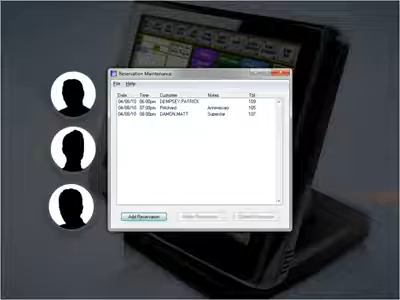 Reservation Maintenance
File Help
Date Time Customer Notes Tbl
04/08/10 06:00pm DEMPSEY,PATRICK 109
04/08/10 07:00pm Pritchard Anniversary 105
04/08/10 08:00pm DAMON,MATT Superstar 107
Add Reservation